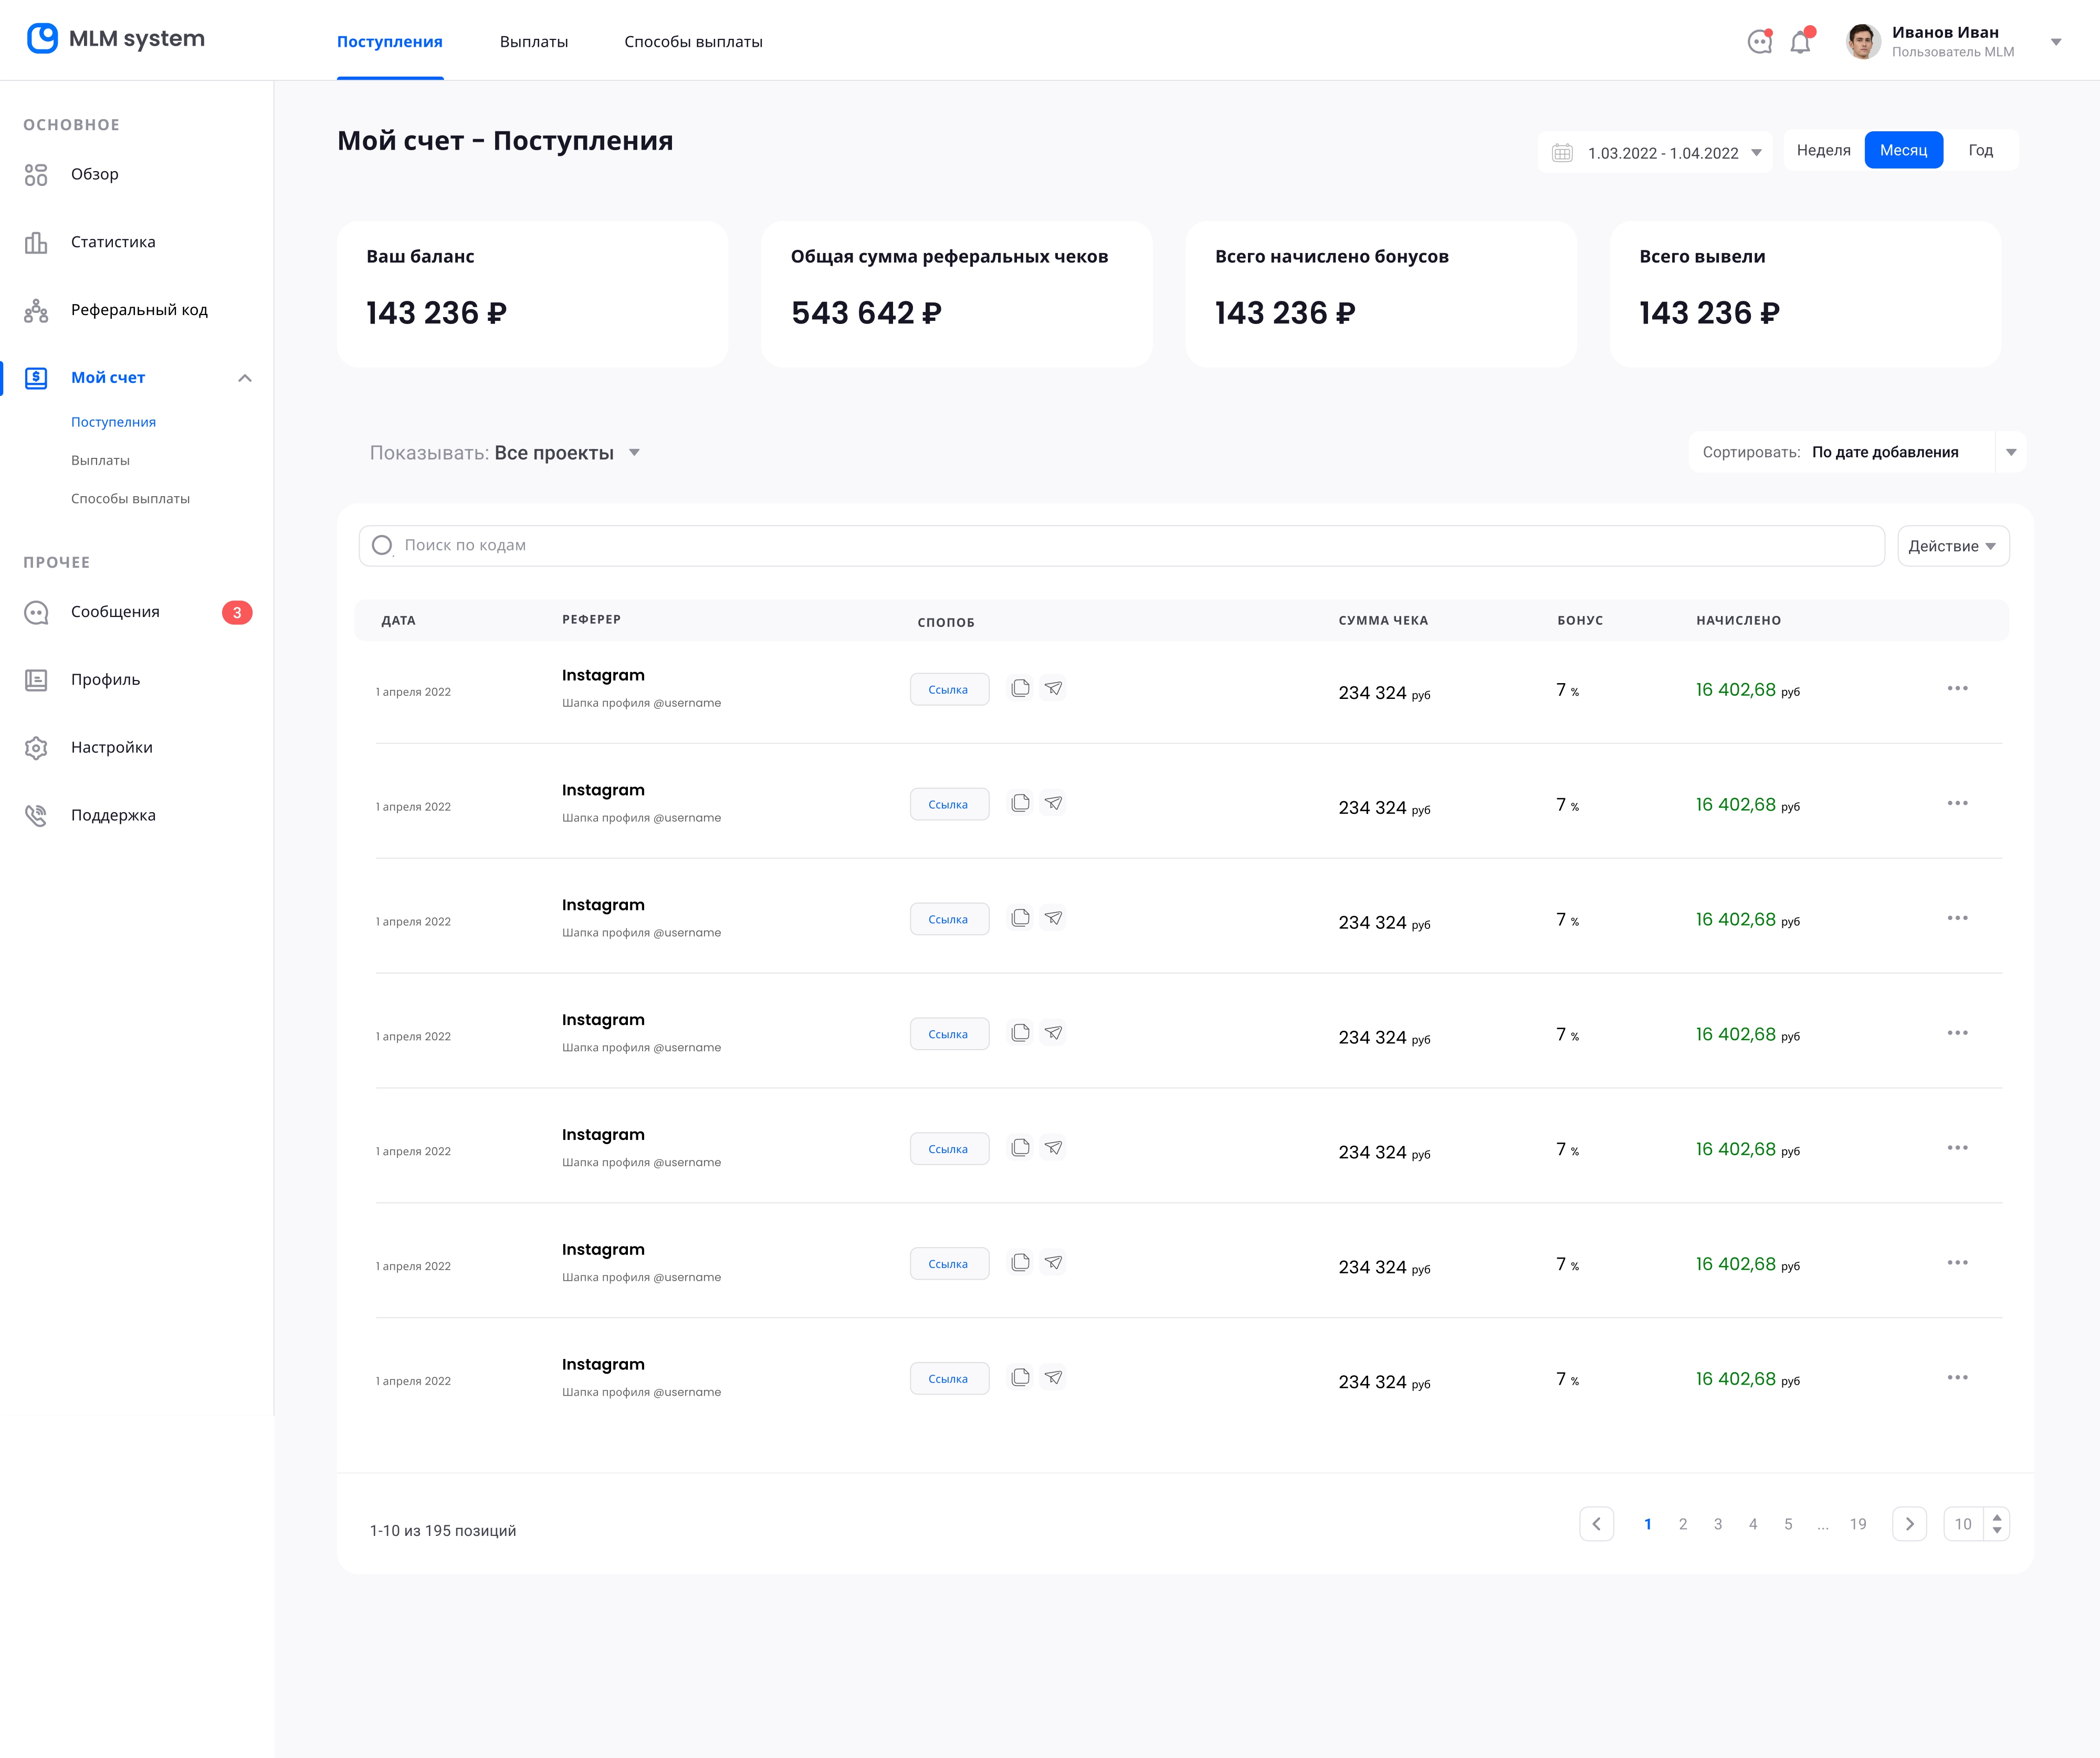 MLM system
Поступления
Выплаты
Способы выплаты
Иванов Иван
Пользователь MLM
ОСНОВНОЕ
Обзор
Статистика
Реферальный код
Мой счет
Поступелния
Выплаты
Способы выплаты
ПРОЧЕЕ
Сообщения 3
Профиль
Настройки
Поддержка
Мой счет – Поступления
1.03.2022 - 1.04.2022
Неделя Месяц Год
Ваш баланс
143 236 ₽
Общая сумма реферальных чеков
543 642 ₽
Всего начислено бонусов
143 236 ₽
Всего вывели
143 236 ₽
Показывать: Все проекты
Сортировать: По дате добавления
Поиск по кодам
Действие
ДАТА РЕФЕРЕР СПОПОБ СУММА ЧЕКА БОНУС НАЧИСЛЕНО
Instagram
1 апреля 2022 Шапка профиля @username Ссылка 234 324 руб 7 % 16 402,68 руб
Instagram
1 апреля 2022 Шапка профиля @username Ссылка 234 324 руб 7 % 16 402,68 руб
Instagram
1 апреля 2022 Шапка профиля @username Ссылка 234 324 руб 7 % 16 402,68 руб
Instagram
1 апреля 2022 Шапка профиля @username Ссылка 234 324 руб 7 % 16 402,68 руб
Instagram
1 апреля 2022 Шапка профиля @username Ссылка 234 324 руб 7 % 16 402,68 руб
Instagram
1 апреля 2022 Шапка профиля @username Ссылка 234 324 руб 7 % 16 402,68 руб
Instagram
1 апреля 2022 Шапка профиля @username Ссылка 234 324 руб 7 % 16 402,68 руб
1-10 из 195 позиций
1 2 3 4 5 ... 19
10